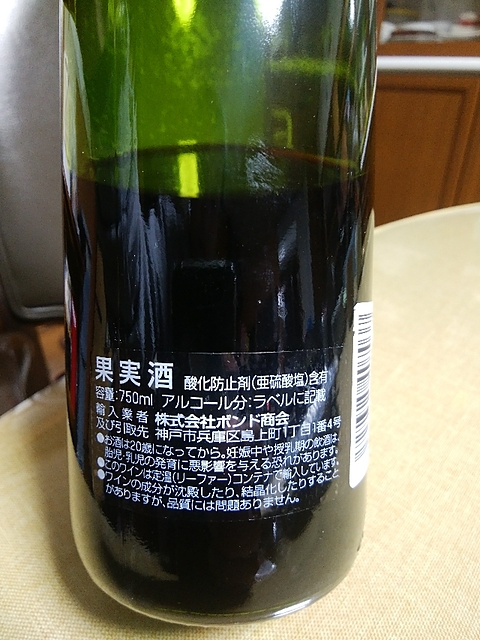 果実酒 酸化防止剤(亜硫酸塩)含有
容量:750ml アルコール分:ラベルに記載
輸入業者 株式会社ボンド商会
及び引取先 神戸市兵庫区島上町1丁目1番4号
●お酒は20歳になってから。妊娠中や授乳期の飲酒は、
胎児・乳児の発育に悪影響を与える恐れがあります。
●このワインは定温(リーファー)コンテナで輸入しています。
●ワインの成分が沈殿したり、結晶化したりすること
がありますが、品質には問題ありません。